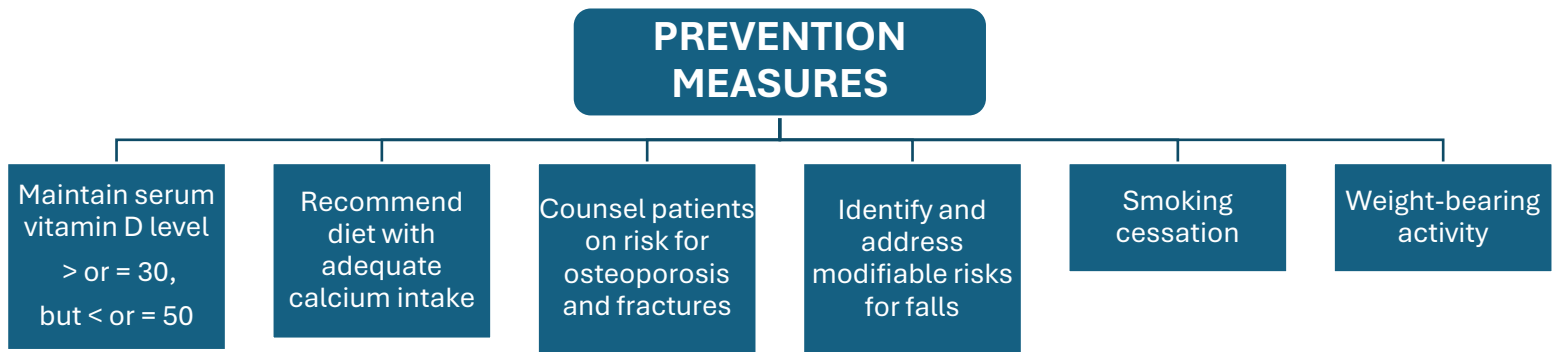 PREVENTION
MEASURES
Maintain serum
vitamin D level
> or = 30,
but < or = 50
Recommend
diet with
adequate
calcium intake
Counsel patients
on risk for
osteoporosis
and fractures
Identify and
address
modifiable risks
for falls
Smoking
cessation
Weight-bearing
activity